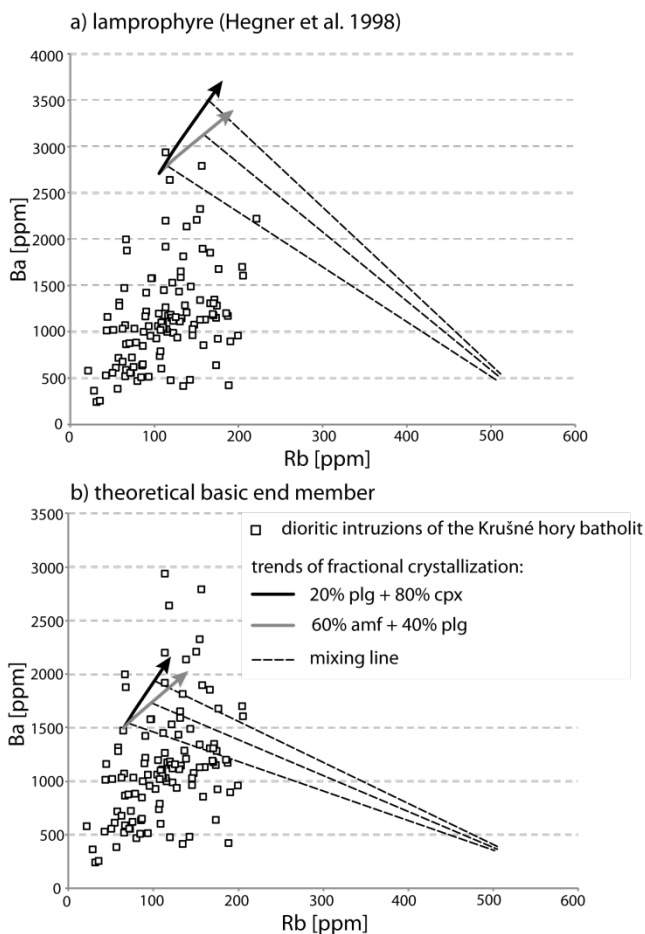 a) lamprophyre (Hegner et al. 1998)
4000
3500
3000
2500
2000
1500
1000
500
0
Ba [ppm]
0 100 200 300 400 500 600
Rb [ppm]
b) theoretical basic end member
3500
3000
2500
2000
1500
1000
500
0
Ba [ppm]
dioritic intruzions of the Krušné hory batholit
trends of fractional crystallization:
20% plg + 80% cpx
60% amf + 40% plg
mixing line
0 100 200 300 400 500 600
Rb [ppm]